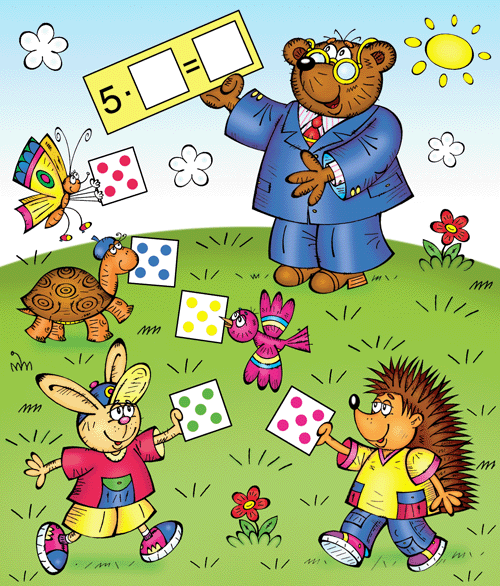 5· =